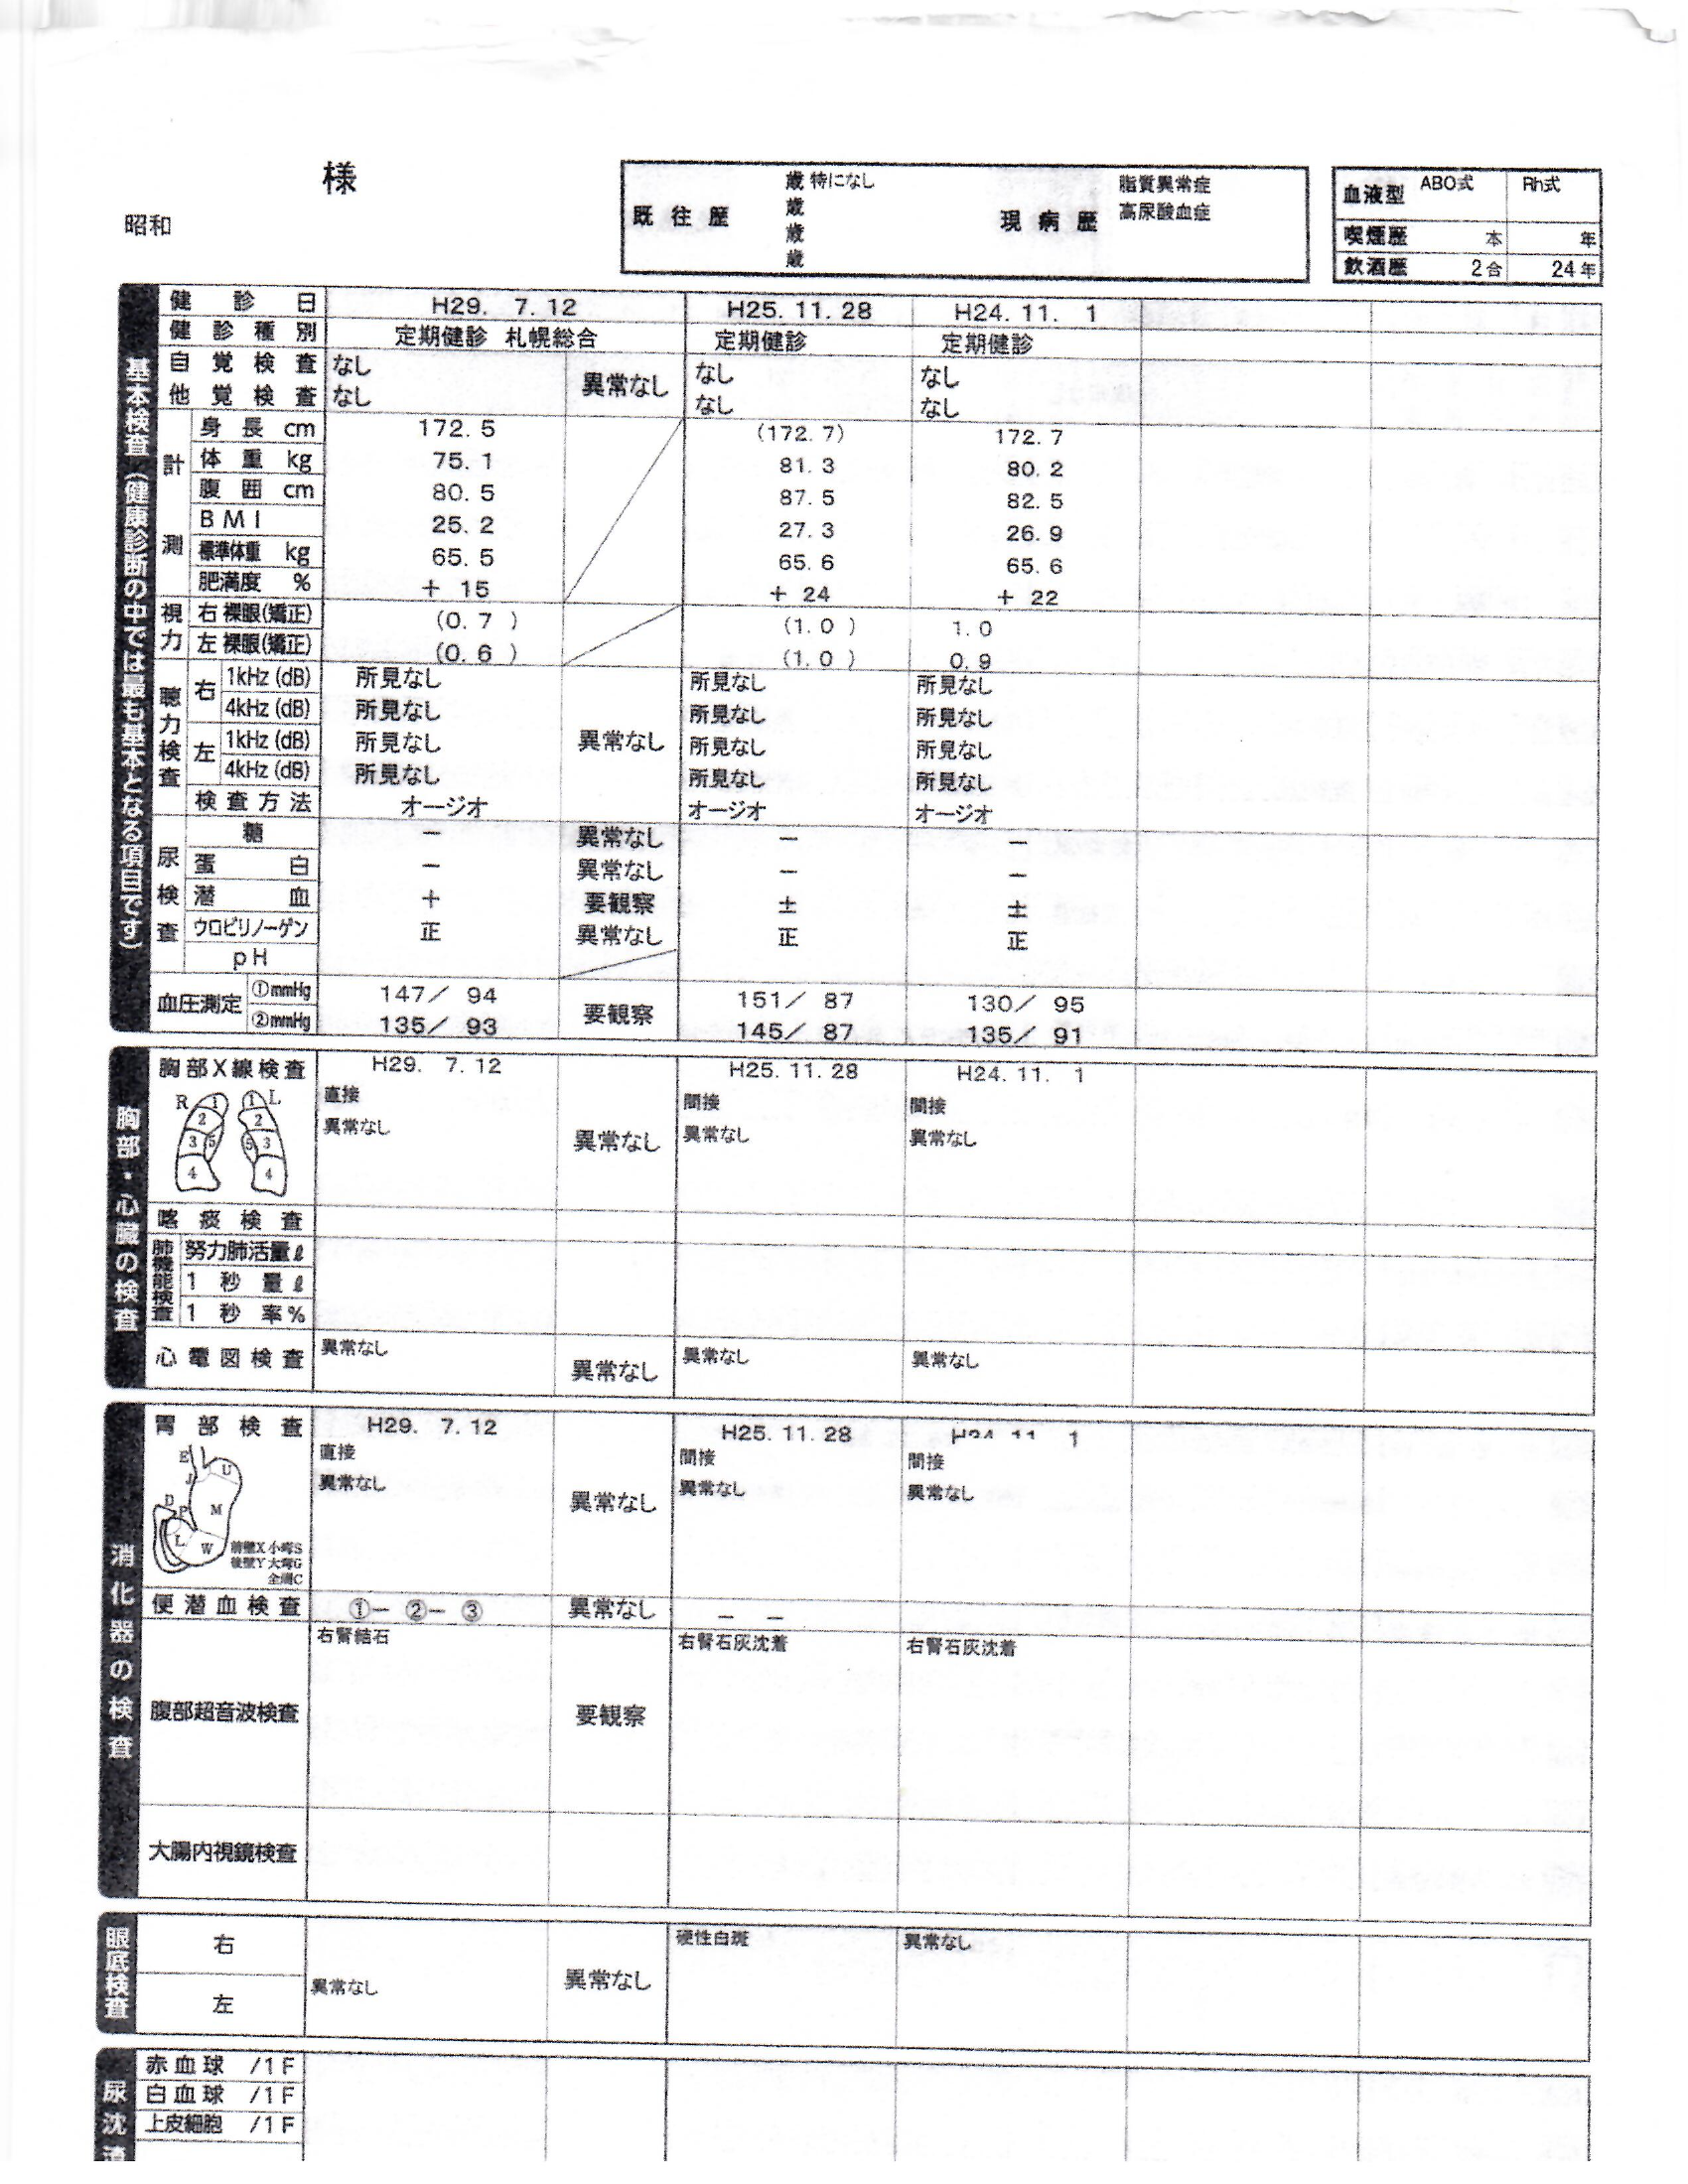 様
昭和
既往歴 歳 特になし
歳
歳
歳
現病歴 脂質異常症
高尿酸血症
血液型 ABO式 Rh式
喫煙歴 本 年
飲酒歴 2合 24年
基本検査(健康診断の中では最も基本となる項目です)
健診日 H29. 7.12 H25.11.28 H24.11. 1
健診種別 定期健診 札幌総合 定期健診 定期健診
自覚検査 なし 異常なし なし なし
他覚検査 なし なし なし
計測
身長 cm 172.5 (172.7) 172.7
体重 kg 75.1 81.3 80.2
腹囲 cm 80.5 87.5 82.5
BMI 25.2 27.3 26.9
標準体重 kg 65.5 65.6 65.6
肥満度 % + 15 + 24 + 22
視力
右 裸眼(矯正) (0.7 ) (1.0 ) 1.0
左 裸眼(矯正) (0.6 ) (1.0 ) 0.9
聴力検査
右 1kHz (dB) 所見なし 異常なし 所見なし 所見なし
4kHz (dB) 所見なし 所見なし 所見なし
左 1kHz (dB) 所見なし 所見なし 所見なし
4kHz (dB) 所見なし 所見なし 所見なし
検査方法 オージオ オージオ オージオ
尿検査
糖 − 異常なし − −
蛋白 − 異常なし − −
潜血 + 要観察 ± ±
ウロビリノーゲン 正 異常なし 正 正
pH
血圧測定 ①mmHg 147/ 94 要観察 151/ 87 130/ 95
②mmHg 135/ 93 145/ 87 135/ 91
胸部・心臓の検査
胸部X線検査 H29. 7.12 H25.11.28 H24.11. 1
R 1 2 3 5 4 1 L 2 5 3 4
直接 間接 間接
異常なし 異常なし 異常なし 異常なし
喀痰検査
肺機能検査
努力肺活量 ℓ
1秒量 ℓ
1秒率 %
心電図検査 異常なし 異常なし 異常なし 異常なし
消化器の検査
胃部検査 H29. 7.12 H25.11.28 H24.11. 1
直接 間接 間接
異常なし 異常なし 異常なし 異常なし
E J U D P M L W
前壁X 小弯S
後壁Y 大弯G
全周C
便潜血検査 ①− ②− ③ 異常なし − −
腹部超音波検査 右腎結石 要観察 右腎石灰沈着 右腎石灰沈着
大腸内視鏡検査
眼底検査
右 硬性白斑 異常なし
左 異常なし 異常なし
尿沈渣
赤血球 /1F
白血球 /1F
上皮細胞 /1F